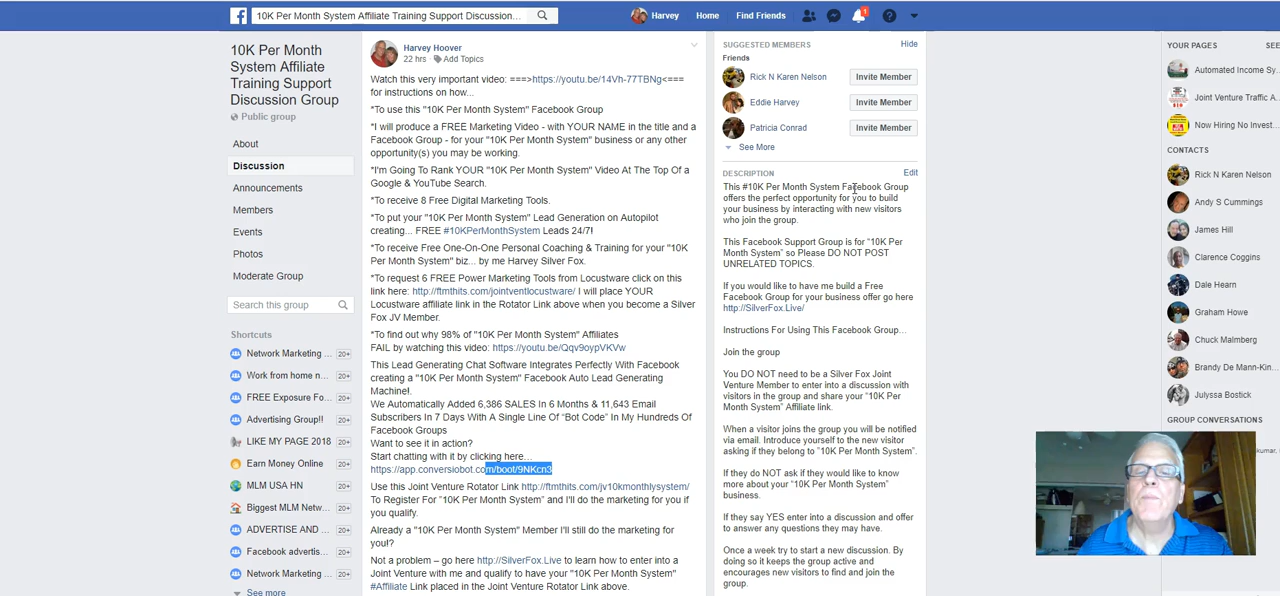 10K Per Month System Affiliate Training Support Discussion...
Harvey
Home
Find Friends
1
10K Per Month
System Affiliate
Training Support
Discussion Group
Public group
About
Discussion
Announcements
Members
Events
Photos
Moderate Group
Search this group
Shortcuts
Network Marketing ... 20+
Work from home n... 20+
FREE Exposure Fo... 20+
Advertising Group!! 20+
LIKE MY PAGE 2018 20+
Earn Money Online 20+
MLM USA HN 20+
Biggest MLM Netw... 20+
ADVERTISE AND ... 20+
Facebook advertis... 20+
Network Marketing ... 20+
See more
Harvey Hoover
22 hrs · Add Topics
Watch this very important video: ===>https://youtu.be/14Vh-77TBNg<===
for instructions on how...
*To use this "10K Per Month System" Facebook Group
*I will produce a FREE Marketing Video - with YOUR NAME in the title and a
Facebook Group - for your "10K Per Month System" business or any other
opportunity(s) you may be working.
*I'm Going To Rank YOUR "10K Per Month System" Video At The Top Of a
Google & YouTube Search.
*To receive 8 Free Digital Marketing Tools.
*To put your "10K Per Month System" Lead Generation on Autopilot
creating... FREE #10KPerMonthSystem Leads 24/7!
*To receive Free One-On-One Personal Coaching & Training for your "10K
Per Month System" biz... by me Harvey Silver Fox.
*To request 6 FREE Power Marketing Tools from Locustware click on this
link here: http://ftmthits.com/jointventlocustware/ I will place YOUR
Locustware affiliate link in the Rotator Link above when you become a Silver
Fox JV Member.
*To find out why 98% of "10K Per Month System" Affiliates
FAIL by watching this video: https://youtu.be/Qqv9oypVKVw
This Lead Generating Chat Software Integrates Perfectly With Facebook
creating a "10K Per Month System" Facebook Auto Lead Generating
Machine!.
We Automatically Added 6,386 SALES In 6 Months & 11,643 Email
Subscribers In 7 Days With A Single Line Of “Bot Code” In My Hundreds Of
Facebook Groups
Want to see it in action?
Start chatting with it by clicking here...
https://app.conversiobot.com/boot/9NKcn3
Use this Joint Venture Rotator Link http://ftmthits.com/jv10kmonthlysystem/
To Register For “10K Per Month System” and I'll do the marketing for you if
you qualify.
Already a "10K Per Month System" Member I'll still do the marketing for
you!?
Not a problem – go here http://SilverFox.Live to learn how to enter into a
Joint Venture with me and qualify to have your "10K Per Month System"
#Affiliate Link placed in the Joint Venture Rotator Link above.
SUGGESTED MEMBERS Hide
Friends
Rick N Karen Nelson Invite Member
Eddie Harvey Invite Member
Patricia Conrad Invite Member
See More
DESCRIPTION Edit
This #10K Per Month System Facebook Group
offers the perfect opportunity for you to build
your business by interacting with new visitors
who join the group.
This Facebook Support Group is for “10K Per
Month System” so Please DO NOT POST
UNRELATED TOPICS.
If you would like to have me build a Free
Facebook Group for your business offer go here
http://SilverFox.Live/
Instructions For Using This Facebook Group...
Join the group
You DO NOT need to be a Silver Fox Joint
Venture Member to enter into a discussion with
visitors in the group and share your “10K Per
Month System” Affiliate link.
When a visitor joins the group you will be notified
via email. Introduce yourself to the new visitor
asking if they belong to “10K Per Month System”.
If they do NOT ask if they would like to know
more about your “10K Per Month System”
business.
If they say YES enter into a discussion and offer
to answer any questions they may have.
Once a week try to start a new discussion. By
doing so it keeps the group active and
encourages new visitors to find and join the
group.
YOUR PAGES SEE
Automated Income Sy...
Joint Venture Traffic A...
Now Hiring No Invest...
CONTACTS
Rick N Karen Nelson
Andy S Cummings
James Hill
Clarence Coggins
Dale Hearn
Graham Howe
Chuck Malmberg
Brandy De Mann-Kin...
Julyssa Bostick
GROUP CONVERSATIONS
kumar,